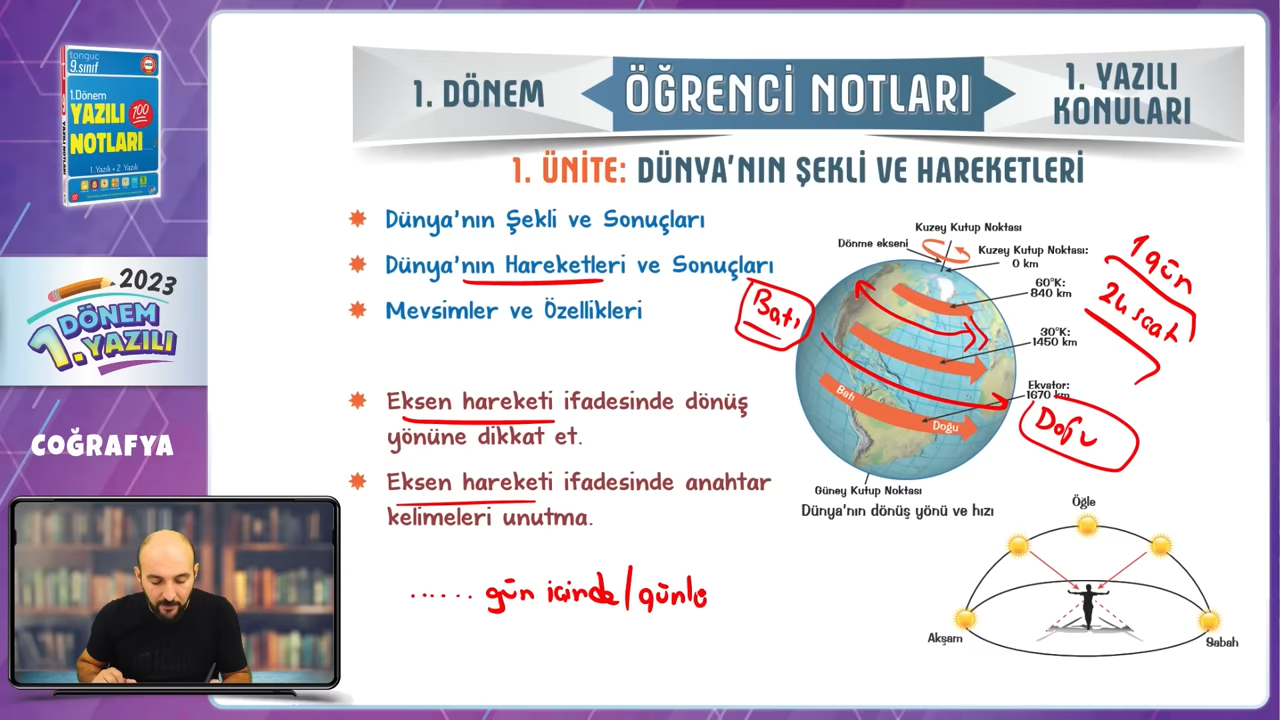 tonguç
9.sınıf
1.Dönem
YAZILI
100
NOTLARI
1.Yazılı • 2.Yazılı
YAZILI NOTLARI
2023
1. DÖNEM
YAZILI
COĞRAFYA
1. DÖNEM
ÖĞRENCİ NOTLARI
1. YAZILI
KONULARI
1. ÜNİTE: DÜNYA'NIN ŞEKLİ VE HAREKETLERİ
Dünya'nın Şekli ve Sonuçları
Dünya'nın Hareketleri ve Sonuçları
Mevsimler ve Özellikleri
Eksen hareketi ifadesinde dönüş
yönüne dikkat et.
Eksen hareketi ifadesinde anahtar
kelimeleri unutma.
...... gün içinde/günlü
Kuzey Kutup Noktası
Dönme ekseni
Kuzey Kutup Noktası:
0 km
60°K:
840 km
30°K:
1450 km
Ekvator:
1670 km
Batı
Doğu
Batı
Doğu
1 gün
24 saat
Güney Kutup Noktası
Dünya'nın dönüş yönü ve hızı
Öğle
Akşam
Sabah